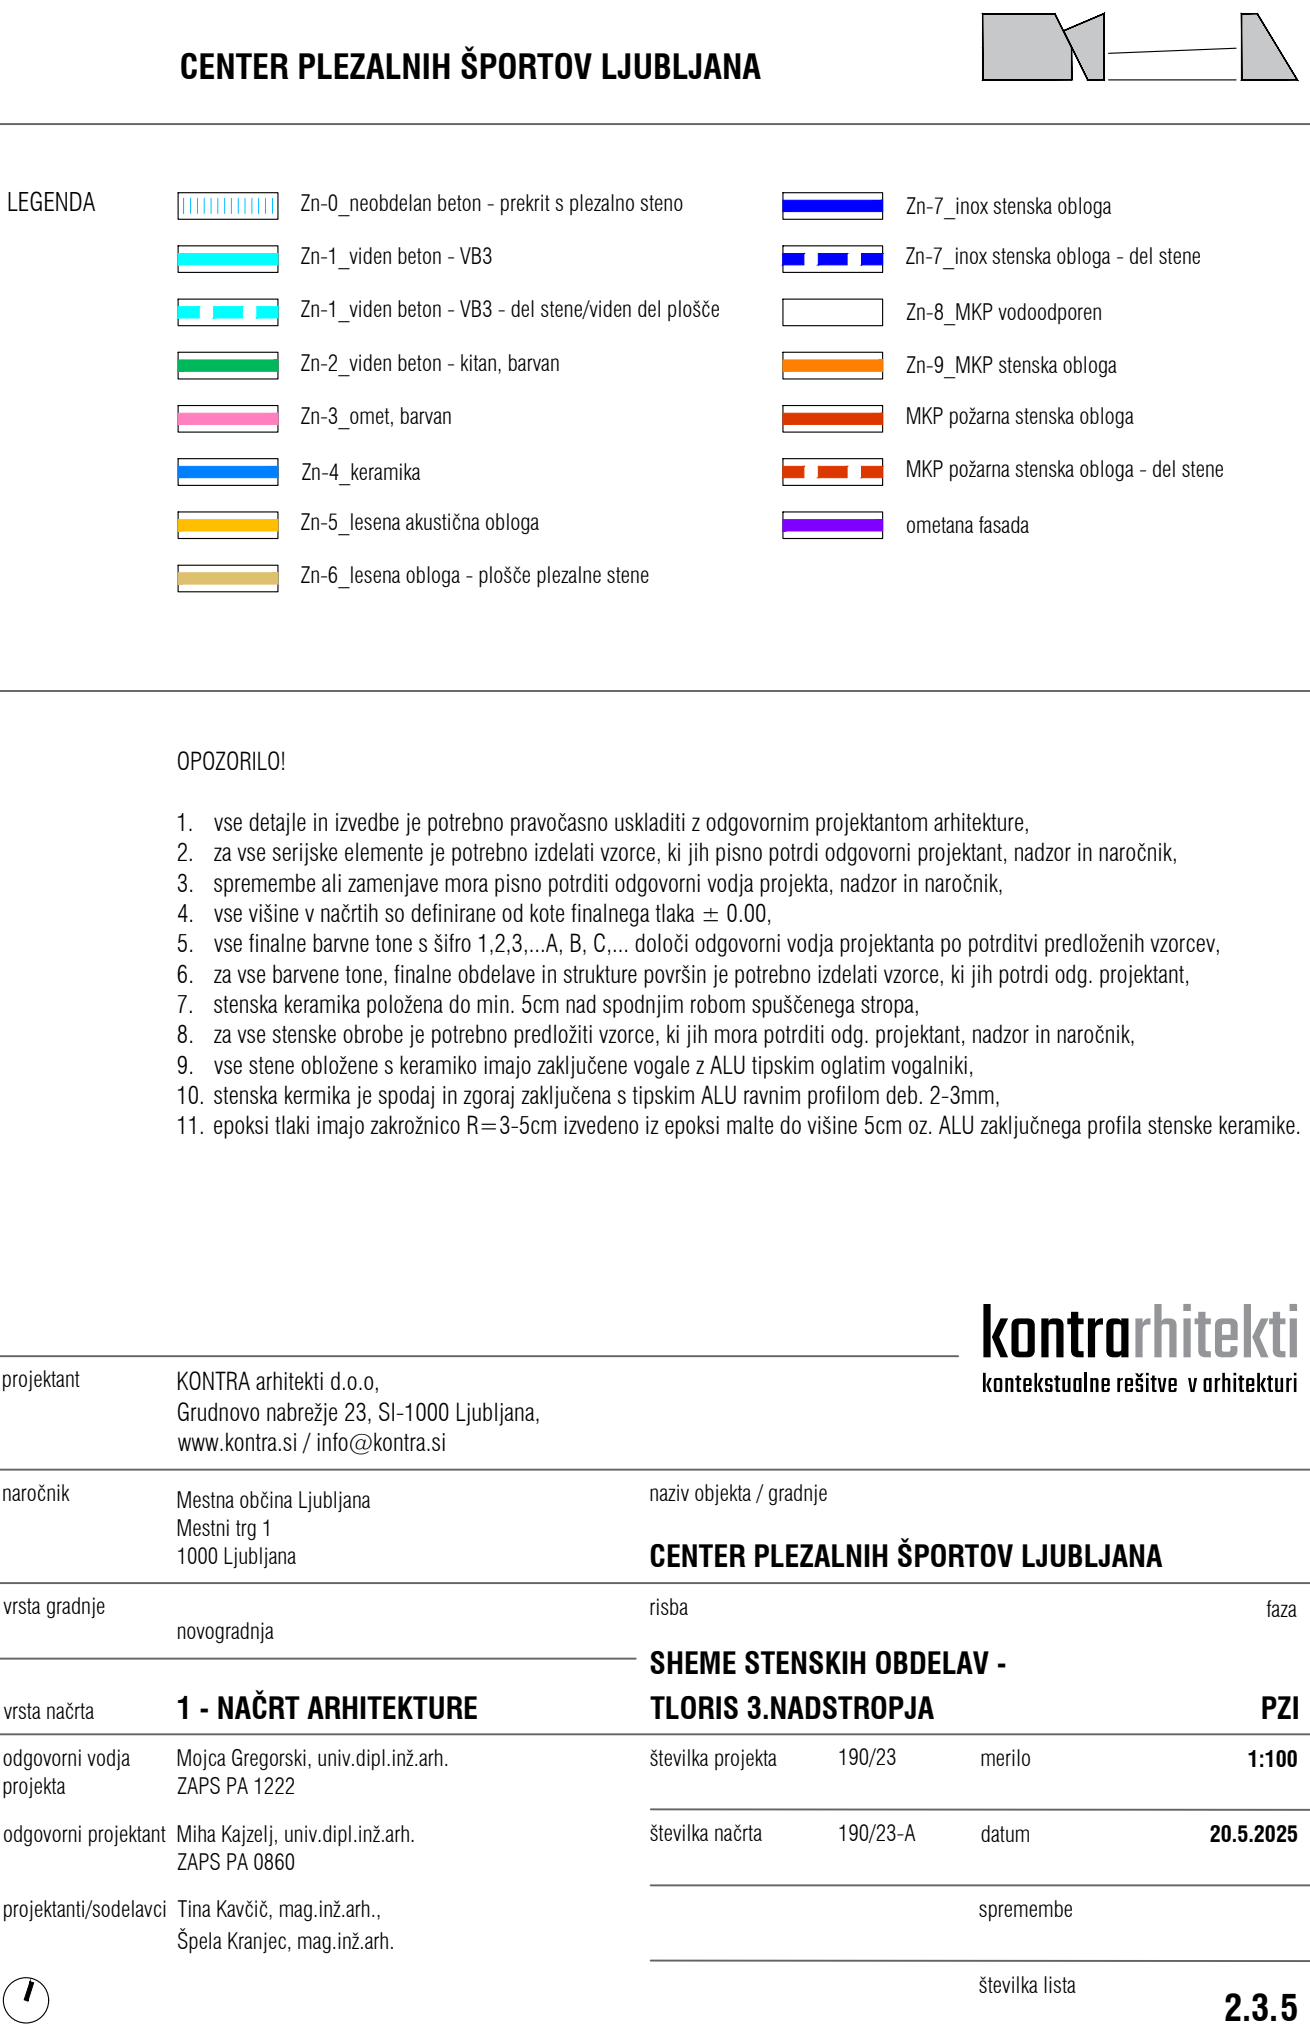 CENTER PLEZALNIH ŠPORTOV LJUBLJANA
LEGENDA
Zn-0_neobdelan beton - prekrit s plezalno steno
Zn-1_viden beton - VB3
Zn-1_viden beton - VB3 - del stene/viden del plošče
Zn-2_viden beton - kitan, barvan
Zn-3_omet, barvan
Zn-4_keramika
Zn-5_lesena akustična obloga
Zn-6_lesena obloga - plošče plezalne stene
Zn-7_inox stenska obloga
Zn-7_inox stenska obloga - del stene
Zn-8_MKP vodoodporen
Zn-9_MKP stenska obloga
MKP požarna stenska obloga
MKP požarna stenska obloga - del stene
ometana fasada
OPOZORILO!
1. vse detajle in izvedbe je potrebno pravočasno uskladiti z odgovornim projektantom arhitekture,
2. za vse serijske elemente je potrebno izdelati vzorce, ki jih pisno potrdi odgovorni projektant, nadzor in naročnik,
3. spremembe ali zamenjave mora pisno potrditi odgovorni vodja projekta, nadzor in naročnik,
4. vse višine v načrtih so definirane od kote finalnega tlaka ± 0.00,
5. vse finalne barvne tone s šifro 1,2,3,...A, B, C,... določi odgovorni vodja projektanta po potrditvi predloženih vzorcev,
6. za vse barvene tone, finalne obdelave in strukture površin je potrebno izdelati vzorce, ki jih potrdi odg. projektant,
7. stenska keramika položena do min. 5cm nad spodnjim robom spuščenega stropa,
8. za vse stenske obrobe je potrebno predložiti vzorce, ki jih mora potrditi odg. projektant, nadzor in naročnik,
9. vse stene obložene s keramiko imajo zaključene vogale z ALU tipskim oglatim vogalniki,
10. stenska kermika je spodaj in zgoraj zaključena s tipskim ALU ravnim profilom deb. 2-3mm,
11. epoksi tlaki imajo zakrožnico R=3-5cm izvedeno iz epoksi malte do višine 5cm oz. ALU zaključnega profila stenske keramike.
kontrarhitekti
kontekstualne rešitve v arhitekturi
projektant
KONTRA arhitekti d.o.o,
Grudnovo nabrežje 23, SI-1000 Ljubljana,
www.kontra.si / info@kontra.si
naročnik
Mestna občina Ljubljana
Mestni trg 1
1000 Ljubljana
naziv objekta / gradnje
CENTER PLEZALNIH ŠPORTOV LJUBLJANA
vrsta gradnje
novogradnja
risba
faza
SHEME STENSKIH OBDELAV -
TLORIS 3.NADSTROPJA
PZI
vrsta načrta
1 - NAČRT ARHITEKTURE
odgovorni vodja
projekta
Mojca Gregorski, univ.dipl.inž.arh.
ZAPS PA 1222
številka projekta 190/23
merilo 1:100
odgovorni projektant
Miha Kajzelj, univ.dipl.inž.arh.
ZAPS PA 0860
številka načrta 190/23-A
datum 20.5.2025
projektanti/sodelavci
Tina Kavčič, mag.inž.arh.,
Špela Kranjec, mag.inž.arh.
spremembe
številka lista
2.3.5